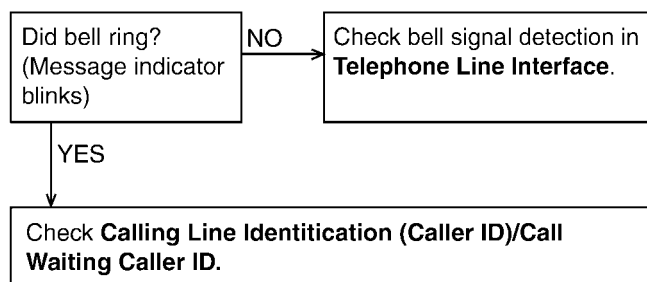 Did bell ring?
(Message indicator
blinks)
NO
Check bell signal detection in
Telephone Line Interface.
YES
Check Calling Line Identitication (Caller ID)/Call
Waiting Caller ID.